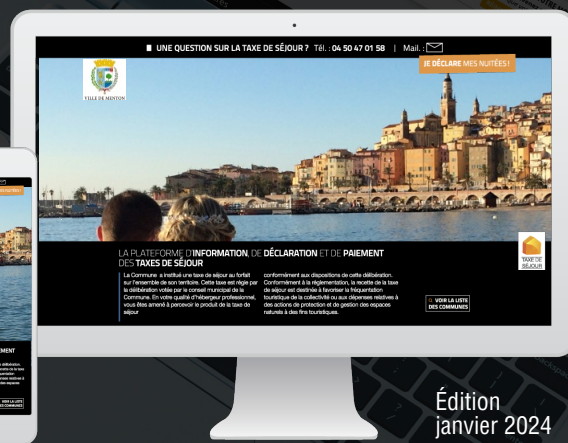 UNE QUESTION SUR LA TAXE DE SÉJOUR ? Tél. : 04 50 47 01 58 | Mail. :
JE DÉCLARE MES NUITÉES !
VILLE DE MENTON
LA PLATEFORME D'INFORMATION, DE DÉCLARATION ET DE PAIEMENT
DES TAXES DE SÉJOUR
La Commune a institué une taxe de séjour au forfait
sur l'ensemble de son territoire. Cette taxe est régie par
la délibération votée par le conseil municipal de la
Commune. En votre qualité d'hébergeur professionnel,
vous êtes amené à percevoir le produit de la taxe de
séjour
conformément aux dispositions de cette délibération.
Conformément à la réglementation, la recette de la taxe
de séjour est destinée à favoriser la fréquentation
touristique de la collectivité ou aux dépenses relatives à
des actions de protection et de gestion des espaces
naturels à des fins touristiques.
TAXE DE
SÉJOUR
VOIR LA LISTE
DES COMMUNES
EMENT
VOIR LA LISTE
DES COMMUNES
Édition
janvier 2024